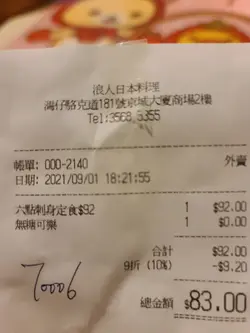 浪人日本料理
灣仔駱克道181號京城大廈商場2樓
Tel:3568 5355
帳單: 000-2140 外賣
日期: 2021/09/01 18:21:55
六點刺身定食$92 1 $92.00
無糖可樂 1 $0.00
合計 $92.00
9折 (10%) -$9.20
總金額 $83.00
70006